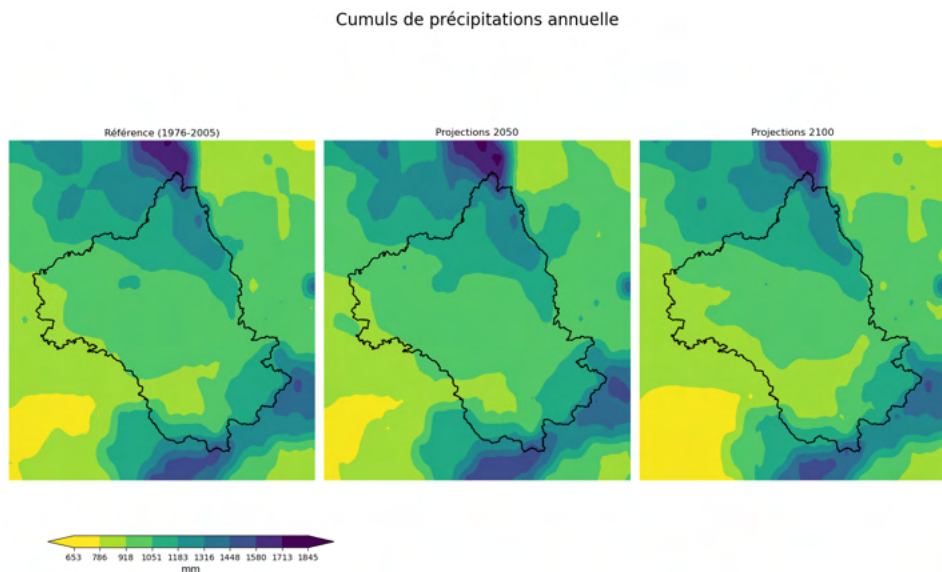 Cumuls de précipitations annuelle
Référence (1976-2005)
Projections 2050
Projections 2100
653 786 918 1051 1183 1316 1448 1580 1713 1845
mm